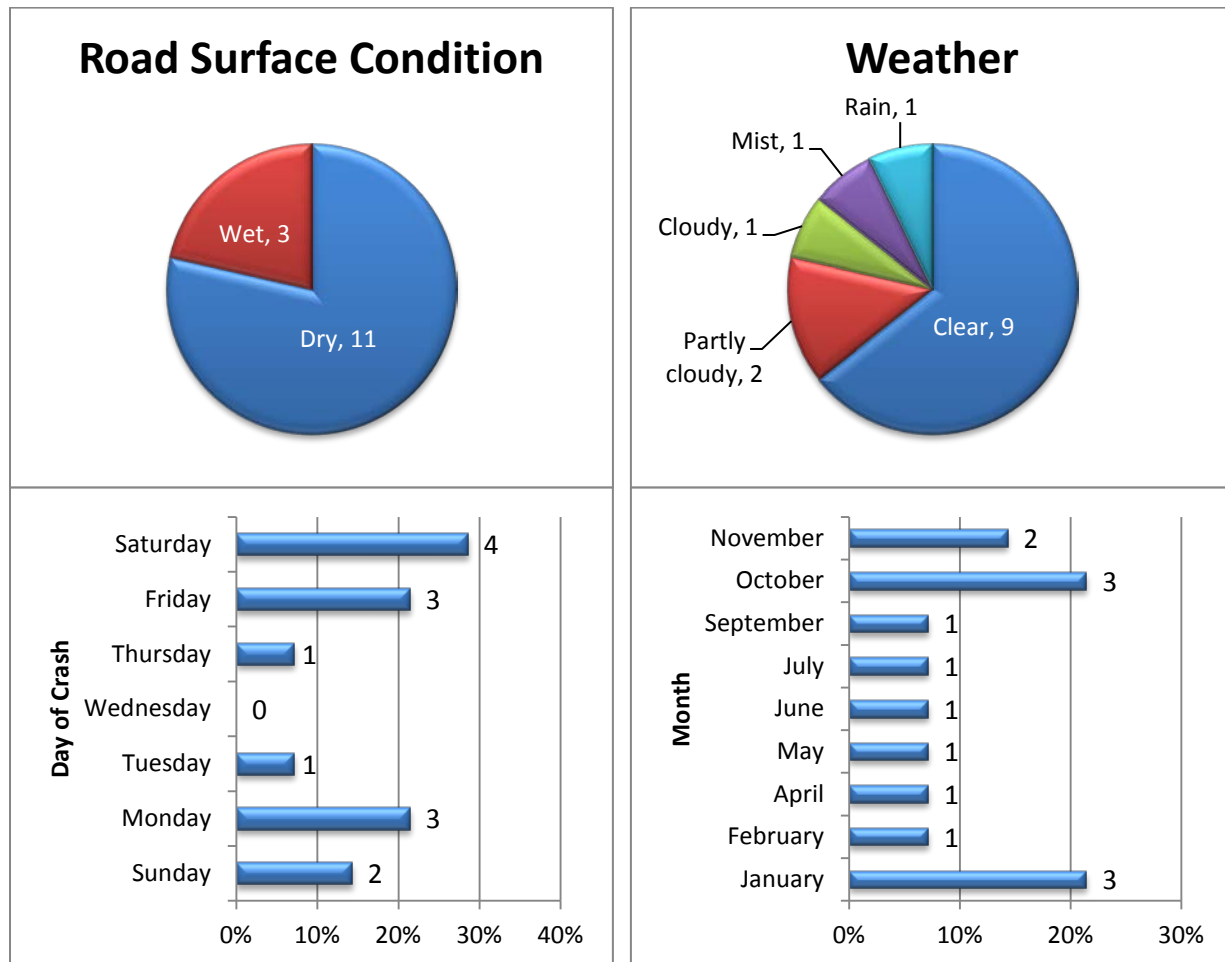 Road Surface Condition
Wet, 3
Dry, 11
Weather
Rain, 1
Mist, 1
Cloudy, 1
Partly
cloudy, 2
Clear, 9
Day of Crash
Saturday 4
Friday 3
Thursday 1
Wednesday 0
Tuesday 1
Monday 3
Sunday 2
0% 10% 20% 30% 40%
Month
November 2
October 3
September 1
July 1
June 1
May 1
April 1
February 1
January 3
0% 10% 20% 30%